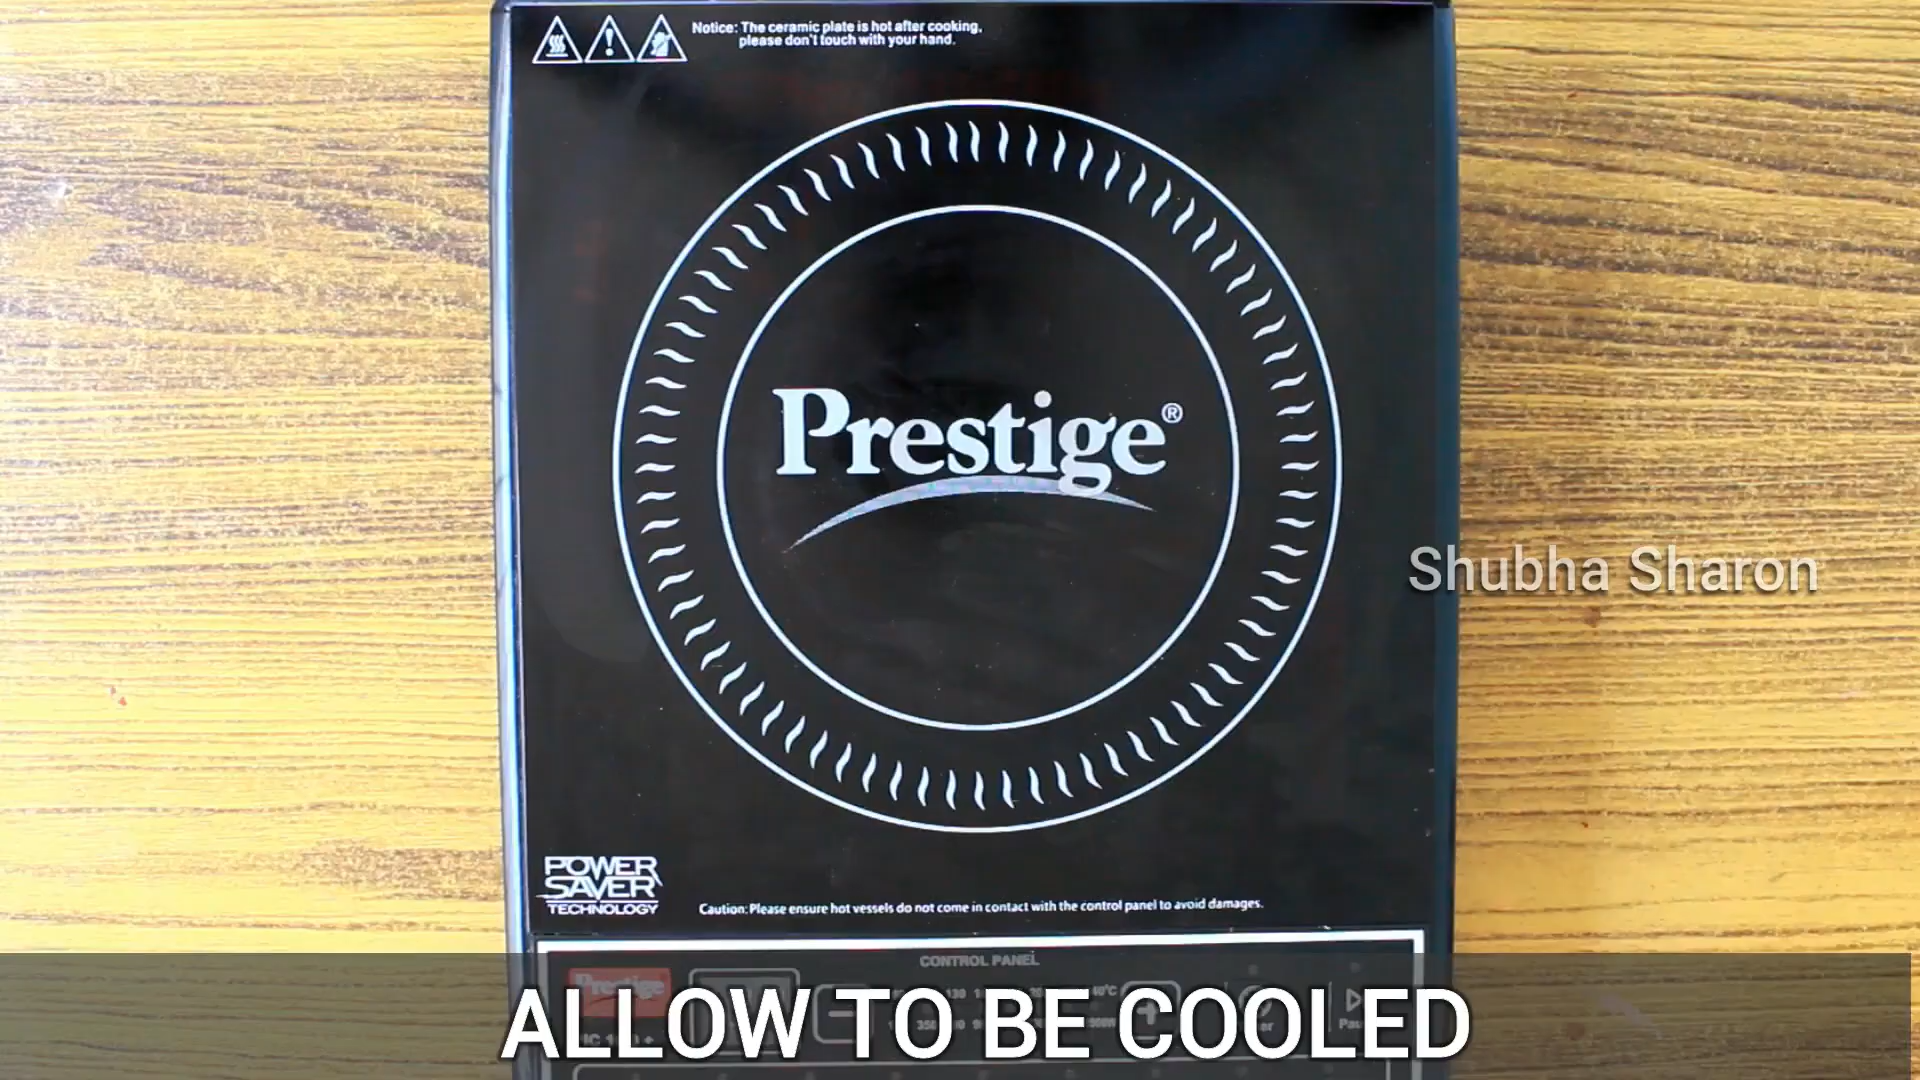 Notice: The ceramic plate is hot after cooking,
please don't touch with your hand.
Prestige®
Shubha Sharon
POWER
SAVER
TECHNOLOGY
Caution: Please ensure hot vessels do not come in contact with the control panel to avoid damages.
CONTROL PANEL
Prestige
ALLOW TO BE COOLED